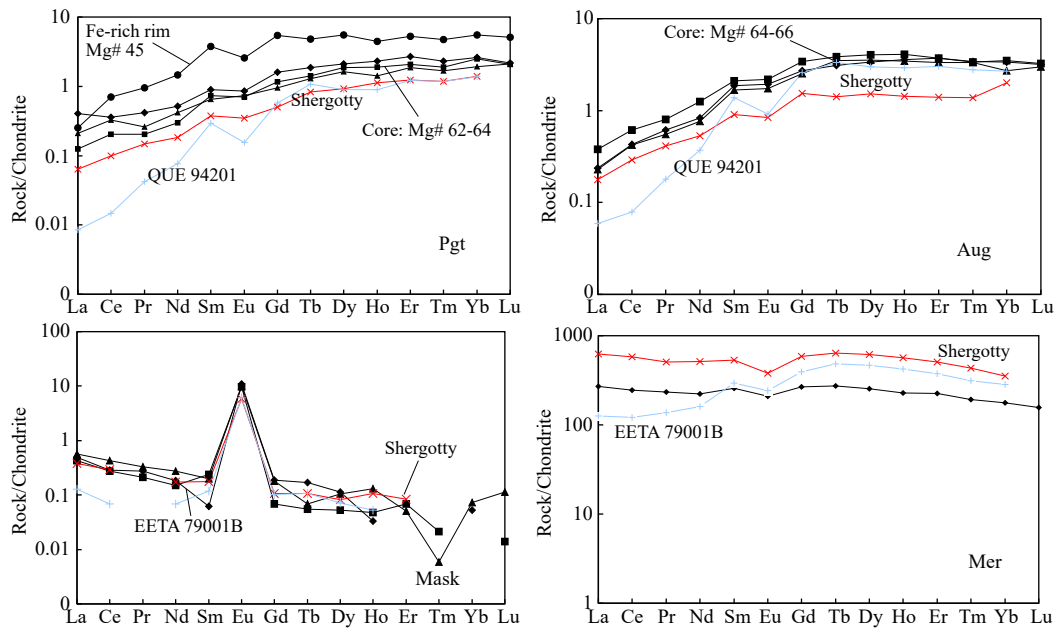 10
Fe-rich rim
Mg# 45
1
Shergotty
Core: Mg# 62-64
0.1
QUE 94201
0.01
Pgt
0
Rock/Chondrite
La Ce Pr Nd Sm Eu Gd Tb Dy Ho Er Tm Yb Lu
10
Core: Mg# 64-66
Shergotty
1
QUE 94201
0.1
Aug
0
Rock/Chondrite
La Ce Pr Nd Sm Eu Gd Tb Dy Ho Er Tm Yb Lu
100
10
1
Shergotty
0.1
EETA 79001B
0.01
Mask
0
Rock/Chondrite
La Ce Pr Nd Sm Eu Gd Tb Dy Ho Er Tm Yb Lu
1000
Shergotty
100
EETA 79001B
10
Mer
1
Rock/Chondrite
La Ce Pr Nd Sm Eu Gd Tb Dy Ho Er Tm Yb Lu